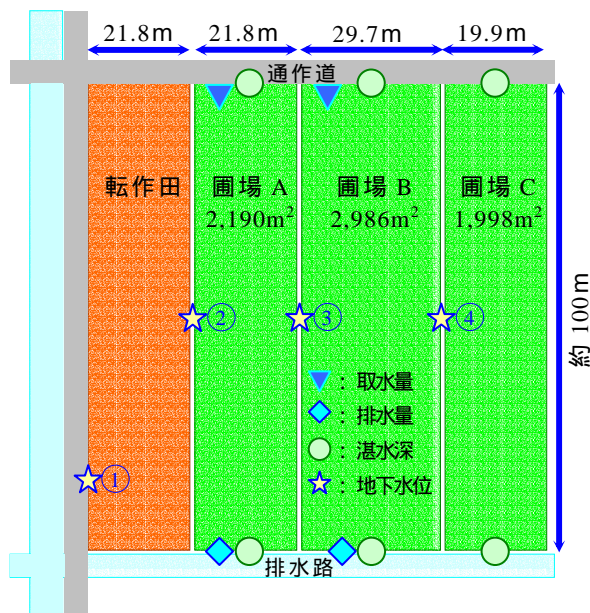 21.8m 21.8m 29.7m 19.9m
通作道
転作田 圃場 A 圃場 B 圃場 C
2,190m² 2,986m² 1,998m²
② ③ ④
約 100m
： 取水量
： 排水量
： 湛水深
① ： 地下水位
排水路